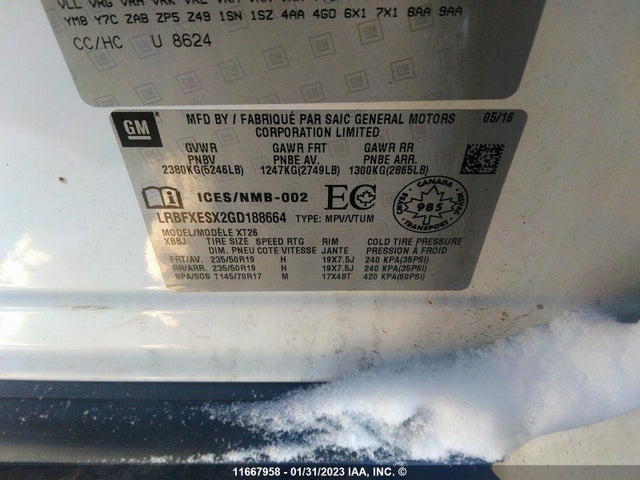 YM8 Y7C ZAB ZP5 Z49 1SN 1SZ 4AA 4G0 6X1 7X1 8AA 9AA
CC/HC U 8624
GM
MFD BY / FABRIQUÉ PAR SAIC GENERAL MOTORS
CORPORATION LIMITED
05/16
GVWR GAWR FRT GAWR RR
PNBV PNBE AV. PNBE ARR.
2380KG(5246LB) 1247KG(2749LB) 1300KG(2865LB)
ICES/NMB-002
LRBFXESX2GD188664 TYPE: MPV/VTUM
985
MODEL/MODÈLE XT26
XBBJ TIRE SIZE SPEED RTG RIM COLD TIRE PRESSURE
DIM. PNEU COTE VITESSE JANTE PRESSION À FROID
FRT/AV. 235/50R19 H 19X7.5J 240 KPA(35PSI)
RR/ARR. 235/50R19 H 19X7.5J 240 KPA(35PSI)
SPA/SOS T145/70R17 M 17X4BT 420 KPA(60PSI)
11667958 - 01/31/2023 IAA, INC.©